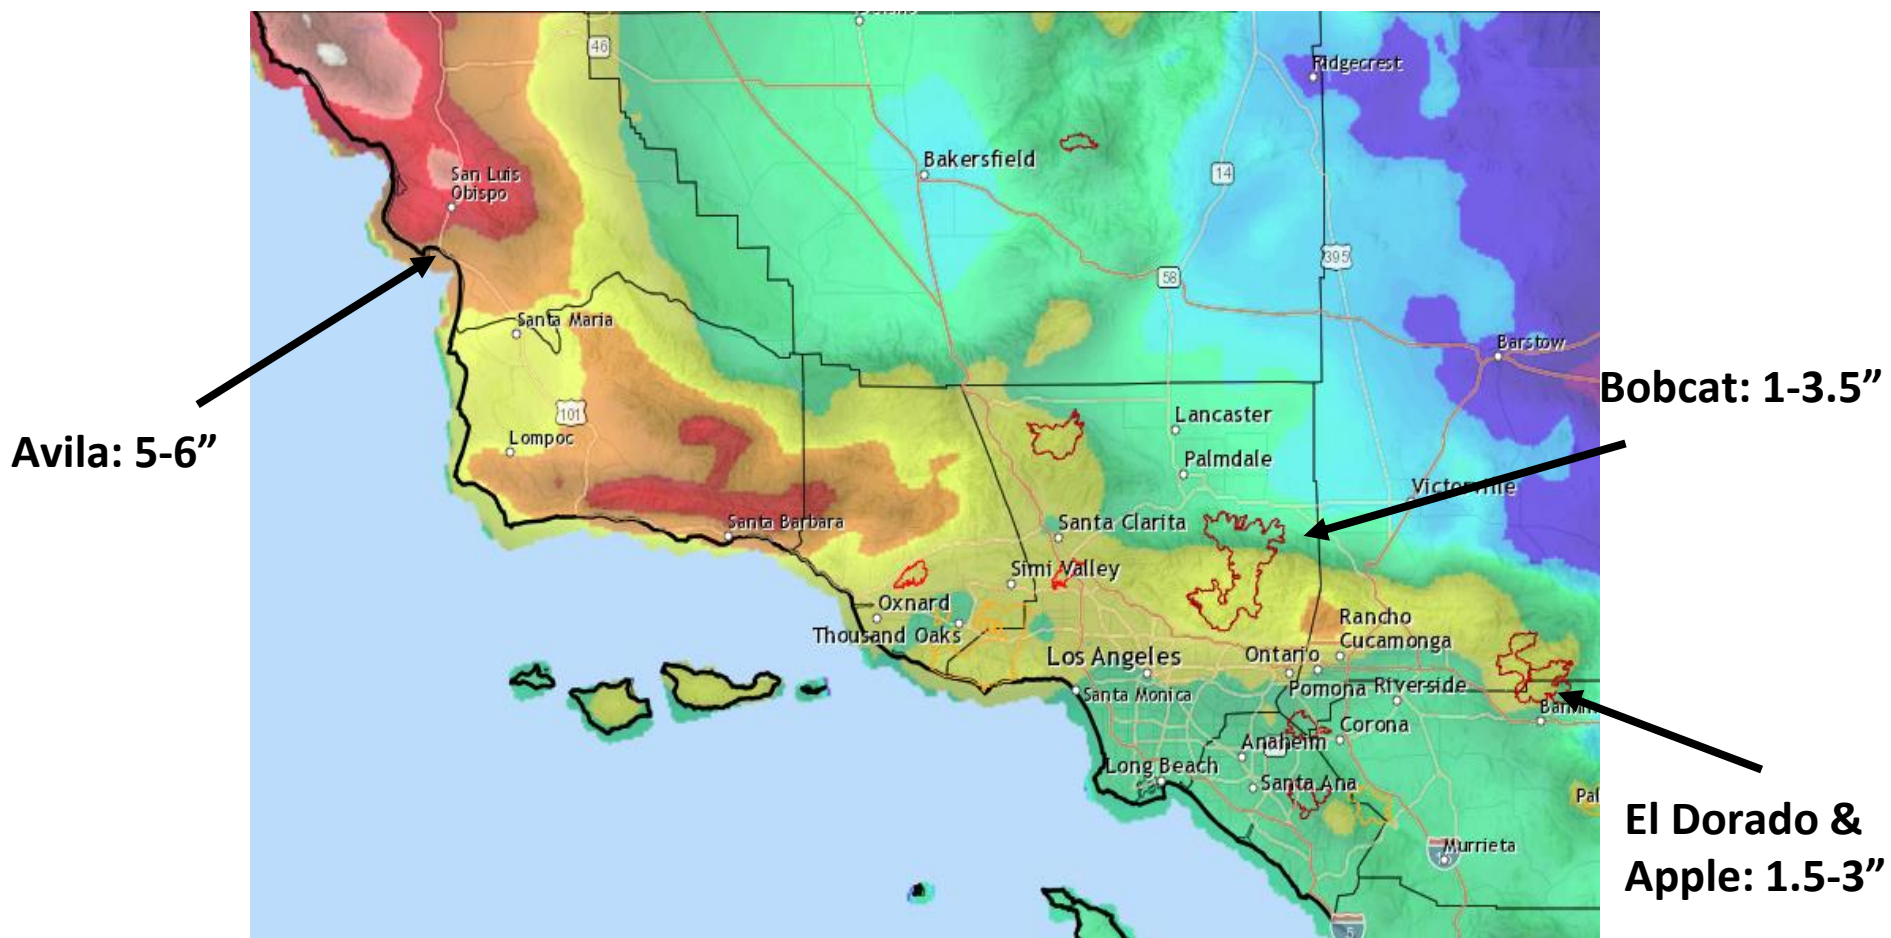 46
Ridgecrest
Bakersfield
14
San Luis
Obispo
395
58
Santa Maria
Barstow
101
Lompoc
Avila: 5-6”
Bobcat: 1-3.5”
Lancaster
Palmdale
Victorville
Santa Barbara
Santa Clarita
Simi Valley
Oxnard
Thousand Oaks
Rancho
Cucamonga
Los Angeles
Ontario
Santa Monica
Pomona
Riverside
Corona
Anaheim
Long Beach
Santa Ana
Pal
El Dorado &
Apple: 1.5-3”
Murrieta
5